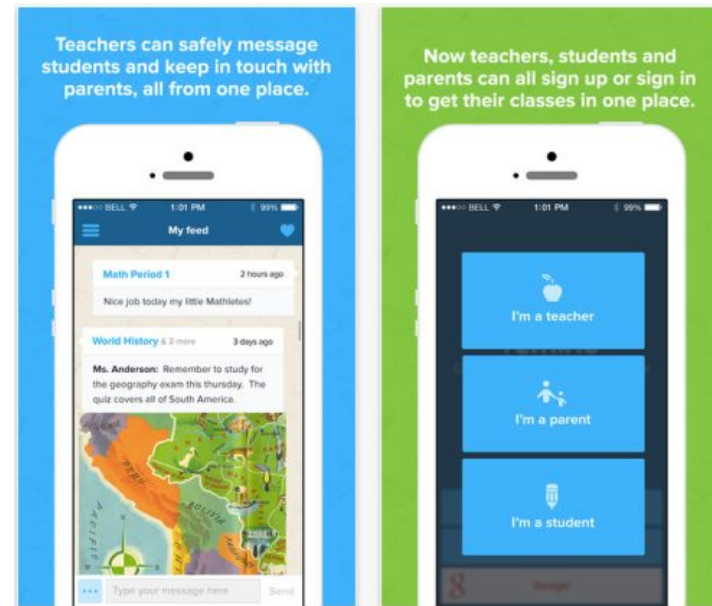 Teachers can safely message
students and keep in touch with
parents, all from one place.
BELL
1:01 PM
99%
My feed
Math Period 1
2 hours ago
Nice job today my little Mathletes!
World History & 2 more
3 days ago
Ms. Anderson: Remember to study for
the geography exam this thursday. The
quiz covers all of South America.
PERU
BOLIVIA
PACIFIC
N
W
Type your message here
Send
Now teachers, students and
parents can all sign up or sign in
to get their classes in one place.
BELL
1:01 PM
99%
I'm a teacher
I'm a parent
I'm a student